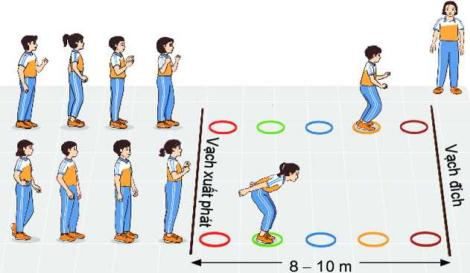 Vạch xuất phát
Vạch đích
8 – 10 m